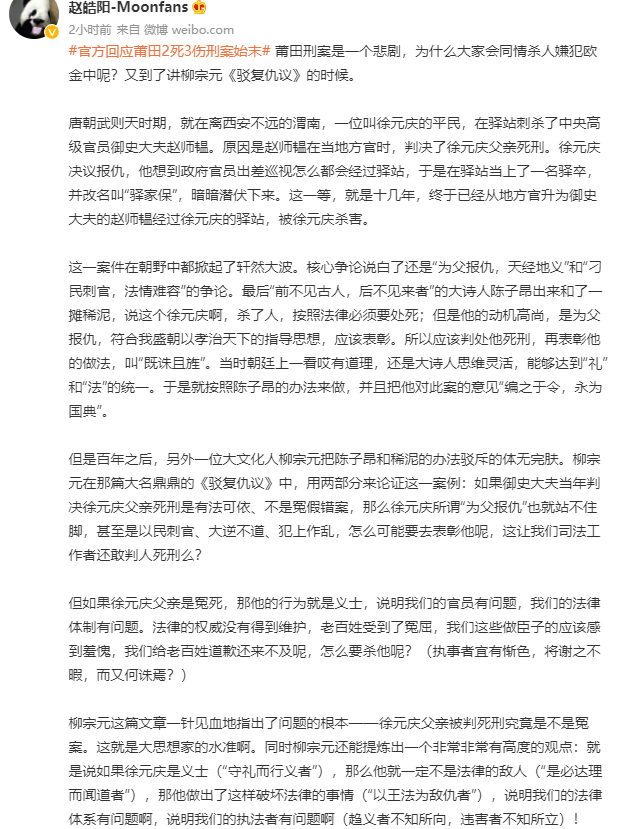 赵皓阳-Moonfans
2小时前 来自 微博 weibo.com
#官方回应莆田2死3伤刑案始末# 莆田刑案是一个悲剧，为什么大家会同情杀人嫌犯欧
金中呢？又到了讲柳宗元《驳复仇议》的时候。
唐朝武则天时期，就在离西安不远的渭南，一位叫徐元庆的平民，在驿站刺杀了中央高
级官员御史大夫赵师韫。原因是赵师韫在当地方官时，判决了徐元庆父亲死刑。徐元庆
决议报仇，他想到政府官员出差巡视怎么都会经过驿站，于是在驿站当上了一名驿卒，
并改名叫“驿家保”，暗暗潜伏下来。这一等，就是十几年，终于已经从地方官升为御史
大夫的赵师韫经过徐元庆的驿站，被徐元庆杀害。
这一案件在朝野中都掀起了轩然大波。核心争论说白了还是“为父报仇，天经地义”和“刁
民刺官，法情难容”的争论。最后“前不见古人，后不见来者”的大诗人陈子昂出来和了一
摊稀泥，说这个徐元庆啊，杀了人，按照法律必须要处死；但是他的动机高尚，是为父
报仇，符合我盛朝以孝治天下的指导思想，应该表彰。所以应该判处他死刑，再表彰他
的做法，叫“既诛且旌”。当时朝廷上一看哎有道理，还是大诗人思维灵活，能够达到“礼”
和“法”的统一。于是就按照陈子昂的办法来做，并且把他对此案的意见“编之于令，永为
国典”。
但是百年之后，另外一位大文化人柳宗元把陈子昂和稀泥的办法驳斥的体无完肤。柳宗
元在那篇大名鼎鼎的《驳复仇议》中，用两部分来论证这一案例：如果御史大夫当年判
决徐元庆父亲死刑是有法可依、不是冤假错案，那么徐元庆所谓“为父报仇”也就站不住
脚，甚至是以民刺官、大逆不道、犯上作乱，怎么可能要去表彰他呢，这让我们司法工
作者还敢判人死刑么？
但如果徐元庆父亲是冤死，那他的行为就是义士，说明我们的官员有问题，我们的法律
体制有问题。法律的权威没有得到维护，老百姓受到了冤屈，我们这些做臣子的应该感
到羞愧，我们给老百姓道歉还来不及呢，怎么要杀他呢？（执事者宜有惭色，将谢之不
暇，而又何诛焉？）
柳宗元这篇文章一针见血地指出了问题的根本——徐元庆父亲被判死刑究竟是不是冤
案。这就是大思想家的水准啊。同时柳宗元还能提炼出一个非常非常有高度的观点：就
是说如果徐元庆是义士（“守礼而行义者”），那么他就一定不是法律的敌人（“是必达理
而闻道者”），那他做出了这样破坏法律的事情（“以王法为敌仇者”），说明我们的法律
体系有问题啊，说明我们的执法者有问题啊（趋义者不知所向，违害者不知所立）！